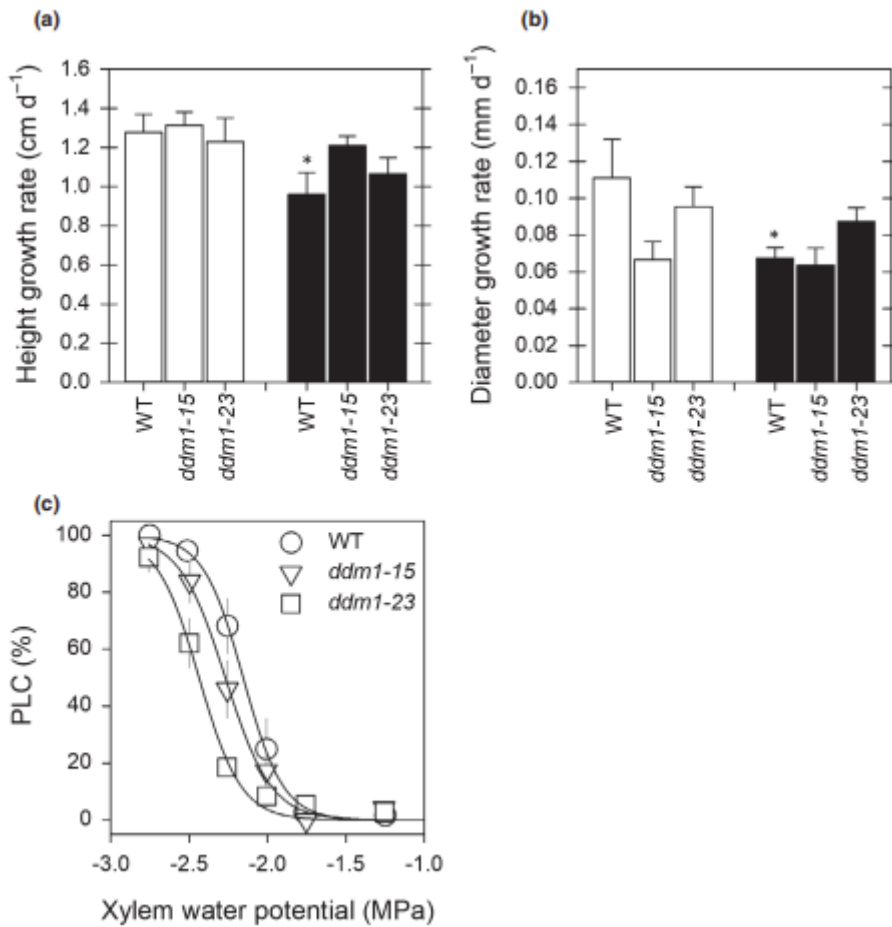 (a)
Height growth rate (cm d⁻¹)
1.6
1.4
1.2
1.0
0.8
0.6
0.4
0.2
0.0
*
WT
ddm1-15
ddm1-23
WT
ddm1-15
ddm1-23
(b)
Diameter growth rate (mm d⁻¹)
0.16
0.14
0.12
0.10
0.08
0.06
0.04
0.02
0.00
*
WT
ddm1-15
ddm1-23
WT
ddm1-15
ddm1-23
(c)
PLC (%)
100
80
60
40
20
0
WT
ddm1-15
ddm1-23
-3.0 -2.5 -2.0 -1.5 -1.0
Xylem water potential (MPa)